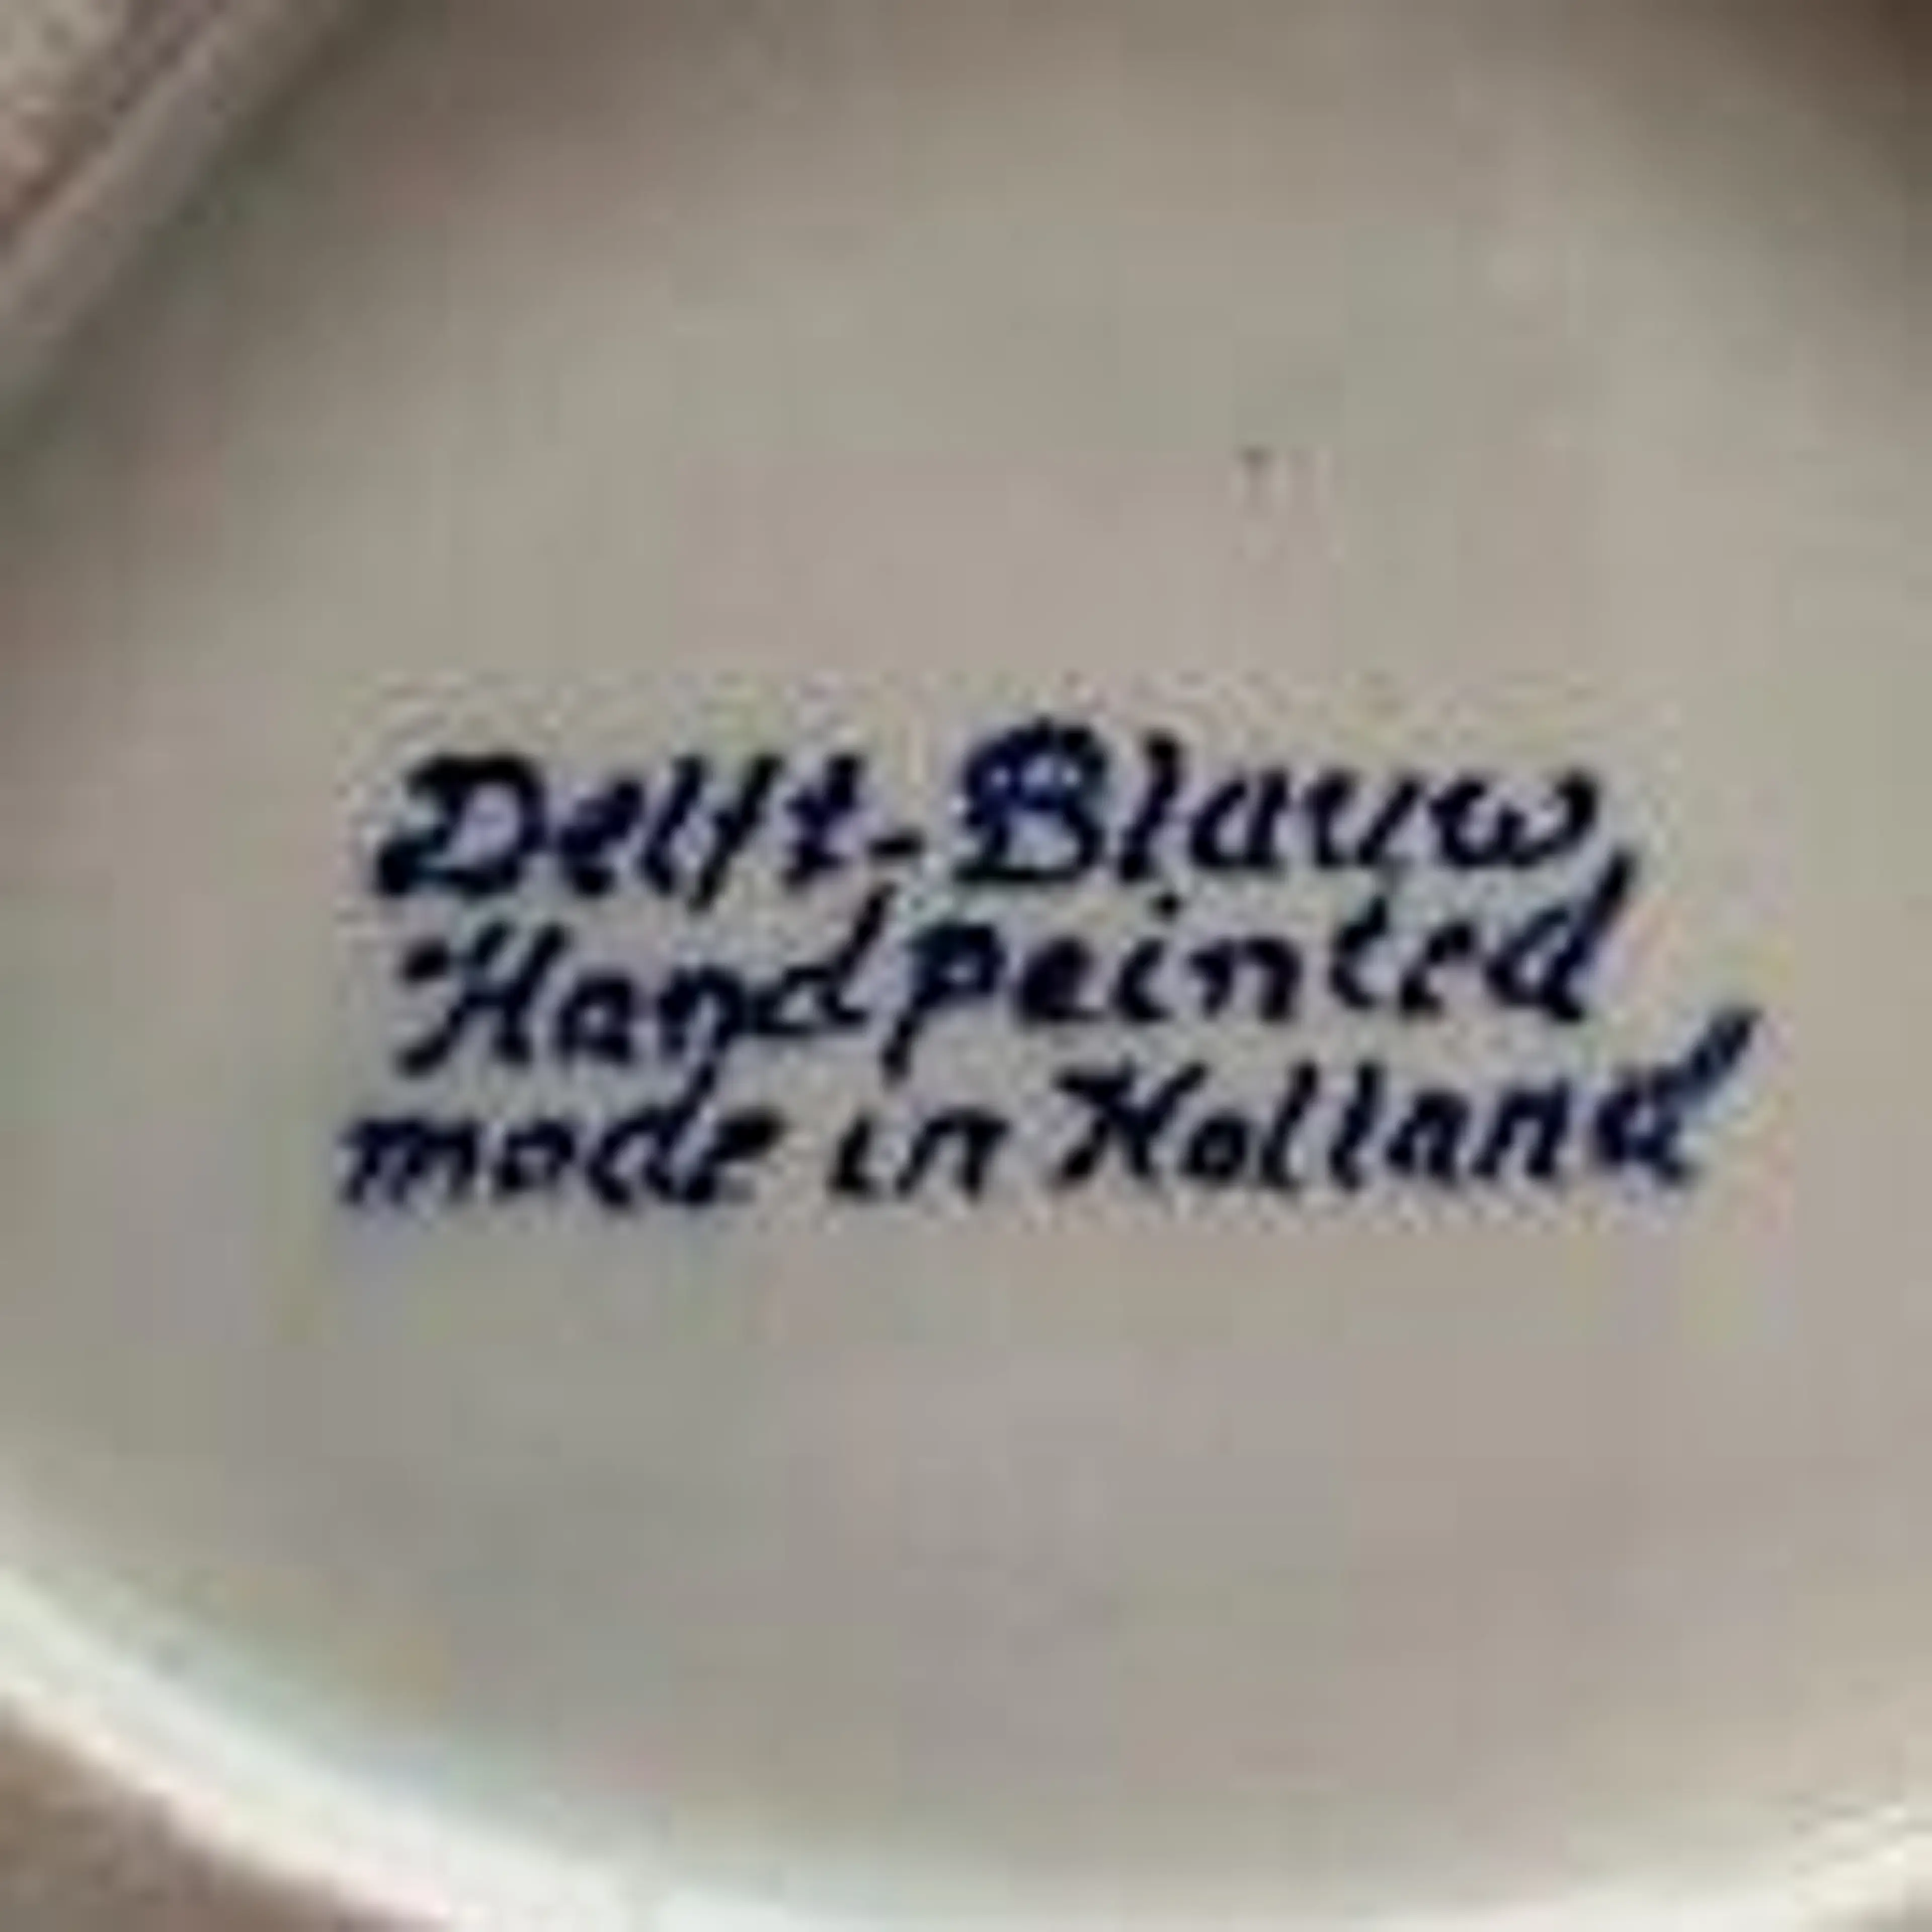 Delft-Blauw
Handpainted
made in Holland